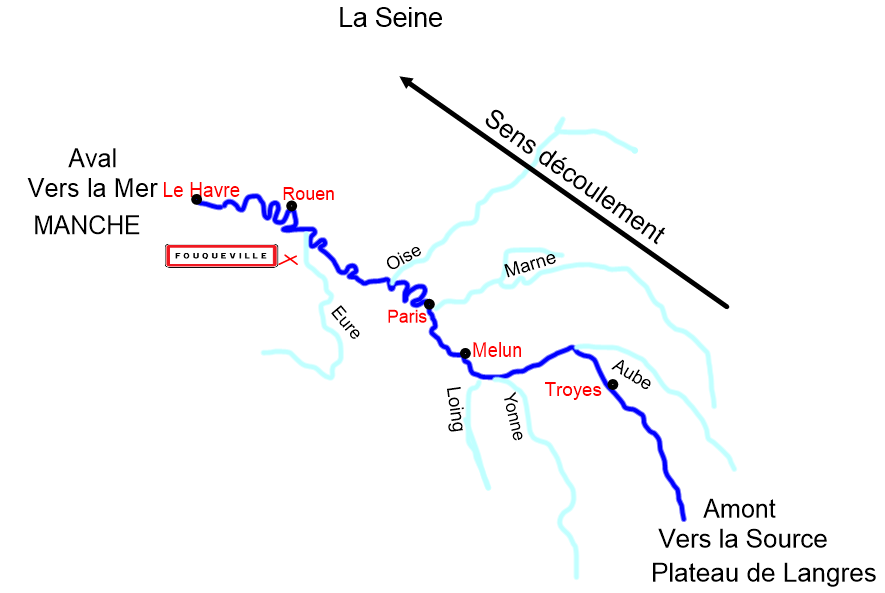 La Seine
Sens découlement
Aval
Vers la Mer
MANCHE
Le Havre
Rouen
FOUQUEVILLE
Oise
Marne
Eure
Paris
Melun
Aube
Troyes
Loing
Yonne
Amont
Vers la Source
Plateau de Langres